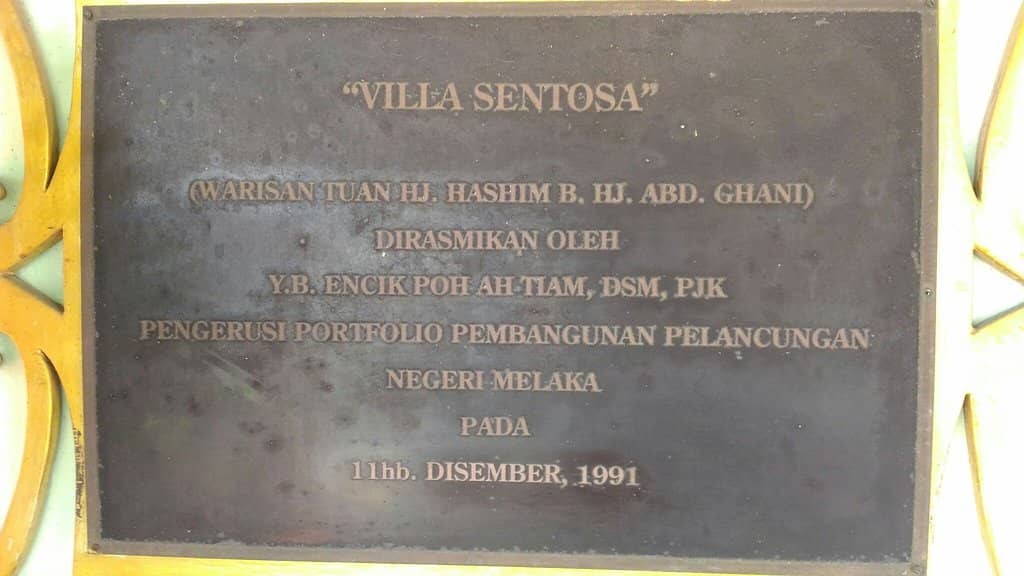 “VILLA SENTOSA”
(WARISAN TUAN HJ. HASHIM B. HJ. ABD. GHANI)
DIRASMIKAN OLEH
Y.B. ENCIK POH AH TIAM, DSM, PJK
PENGERUSI PORTFOLIO PEMBANGUNAN PELANCUNGAN
NEGERI MELAKA
PADA
11hb. DISEMBER, 1991